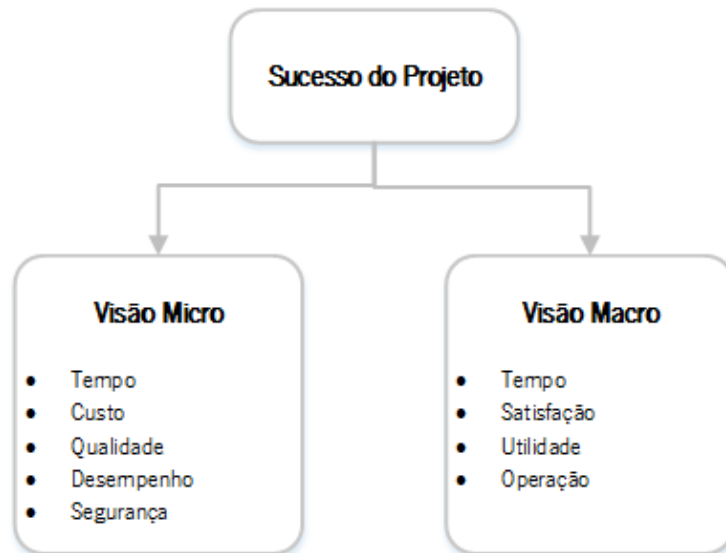 Sucesso do Projeto
Visão Micro
• Tempo
• Custo
• Qualidade
• Desempenho
• Segurança
Visão Macro
• Tempo
• Satisfação
• Utilidade
• Operação